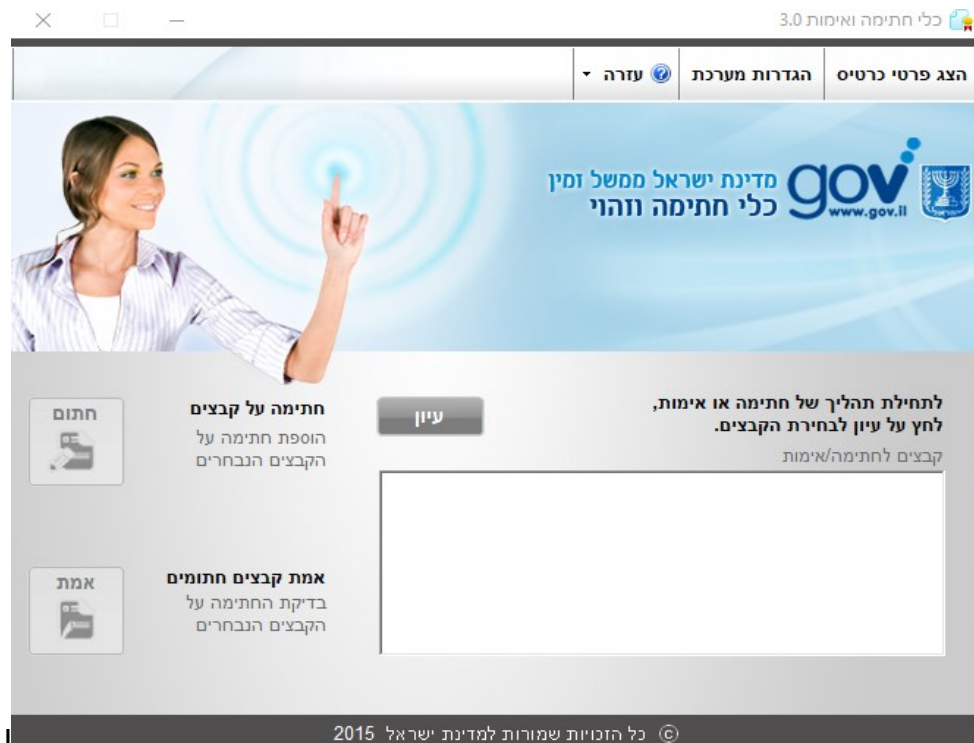 כלי חתימה ואימות 3.0
הצג פרטי כרטיס
הגדרות מערכת
עזרה
gov
www.gov.il
מדינת ישראל ממשל זמין
כלי חתימה וזהוי
לתחילת תהליך של חתימה או אימות,
לחץ על עיון לבחירת הקבצים.
עיון
קבצים לחתימה/אימות
חתימה על קבצים
הוספת חתימה על
הקבצים הנבחרים
חתום
אמת קבצים חתומים
בדיקת החתימה על
הקבצים הנבחרים
אמת
© כל הזכויות שמורות למדינת ישראל 2015